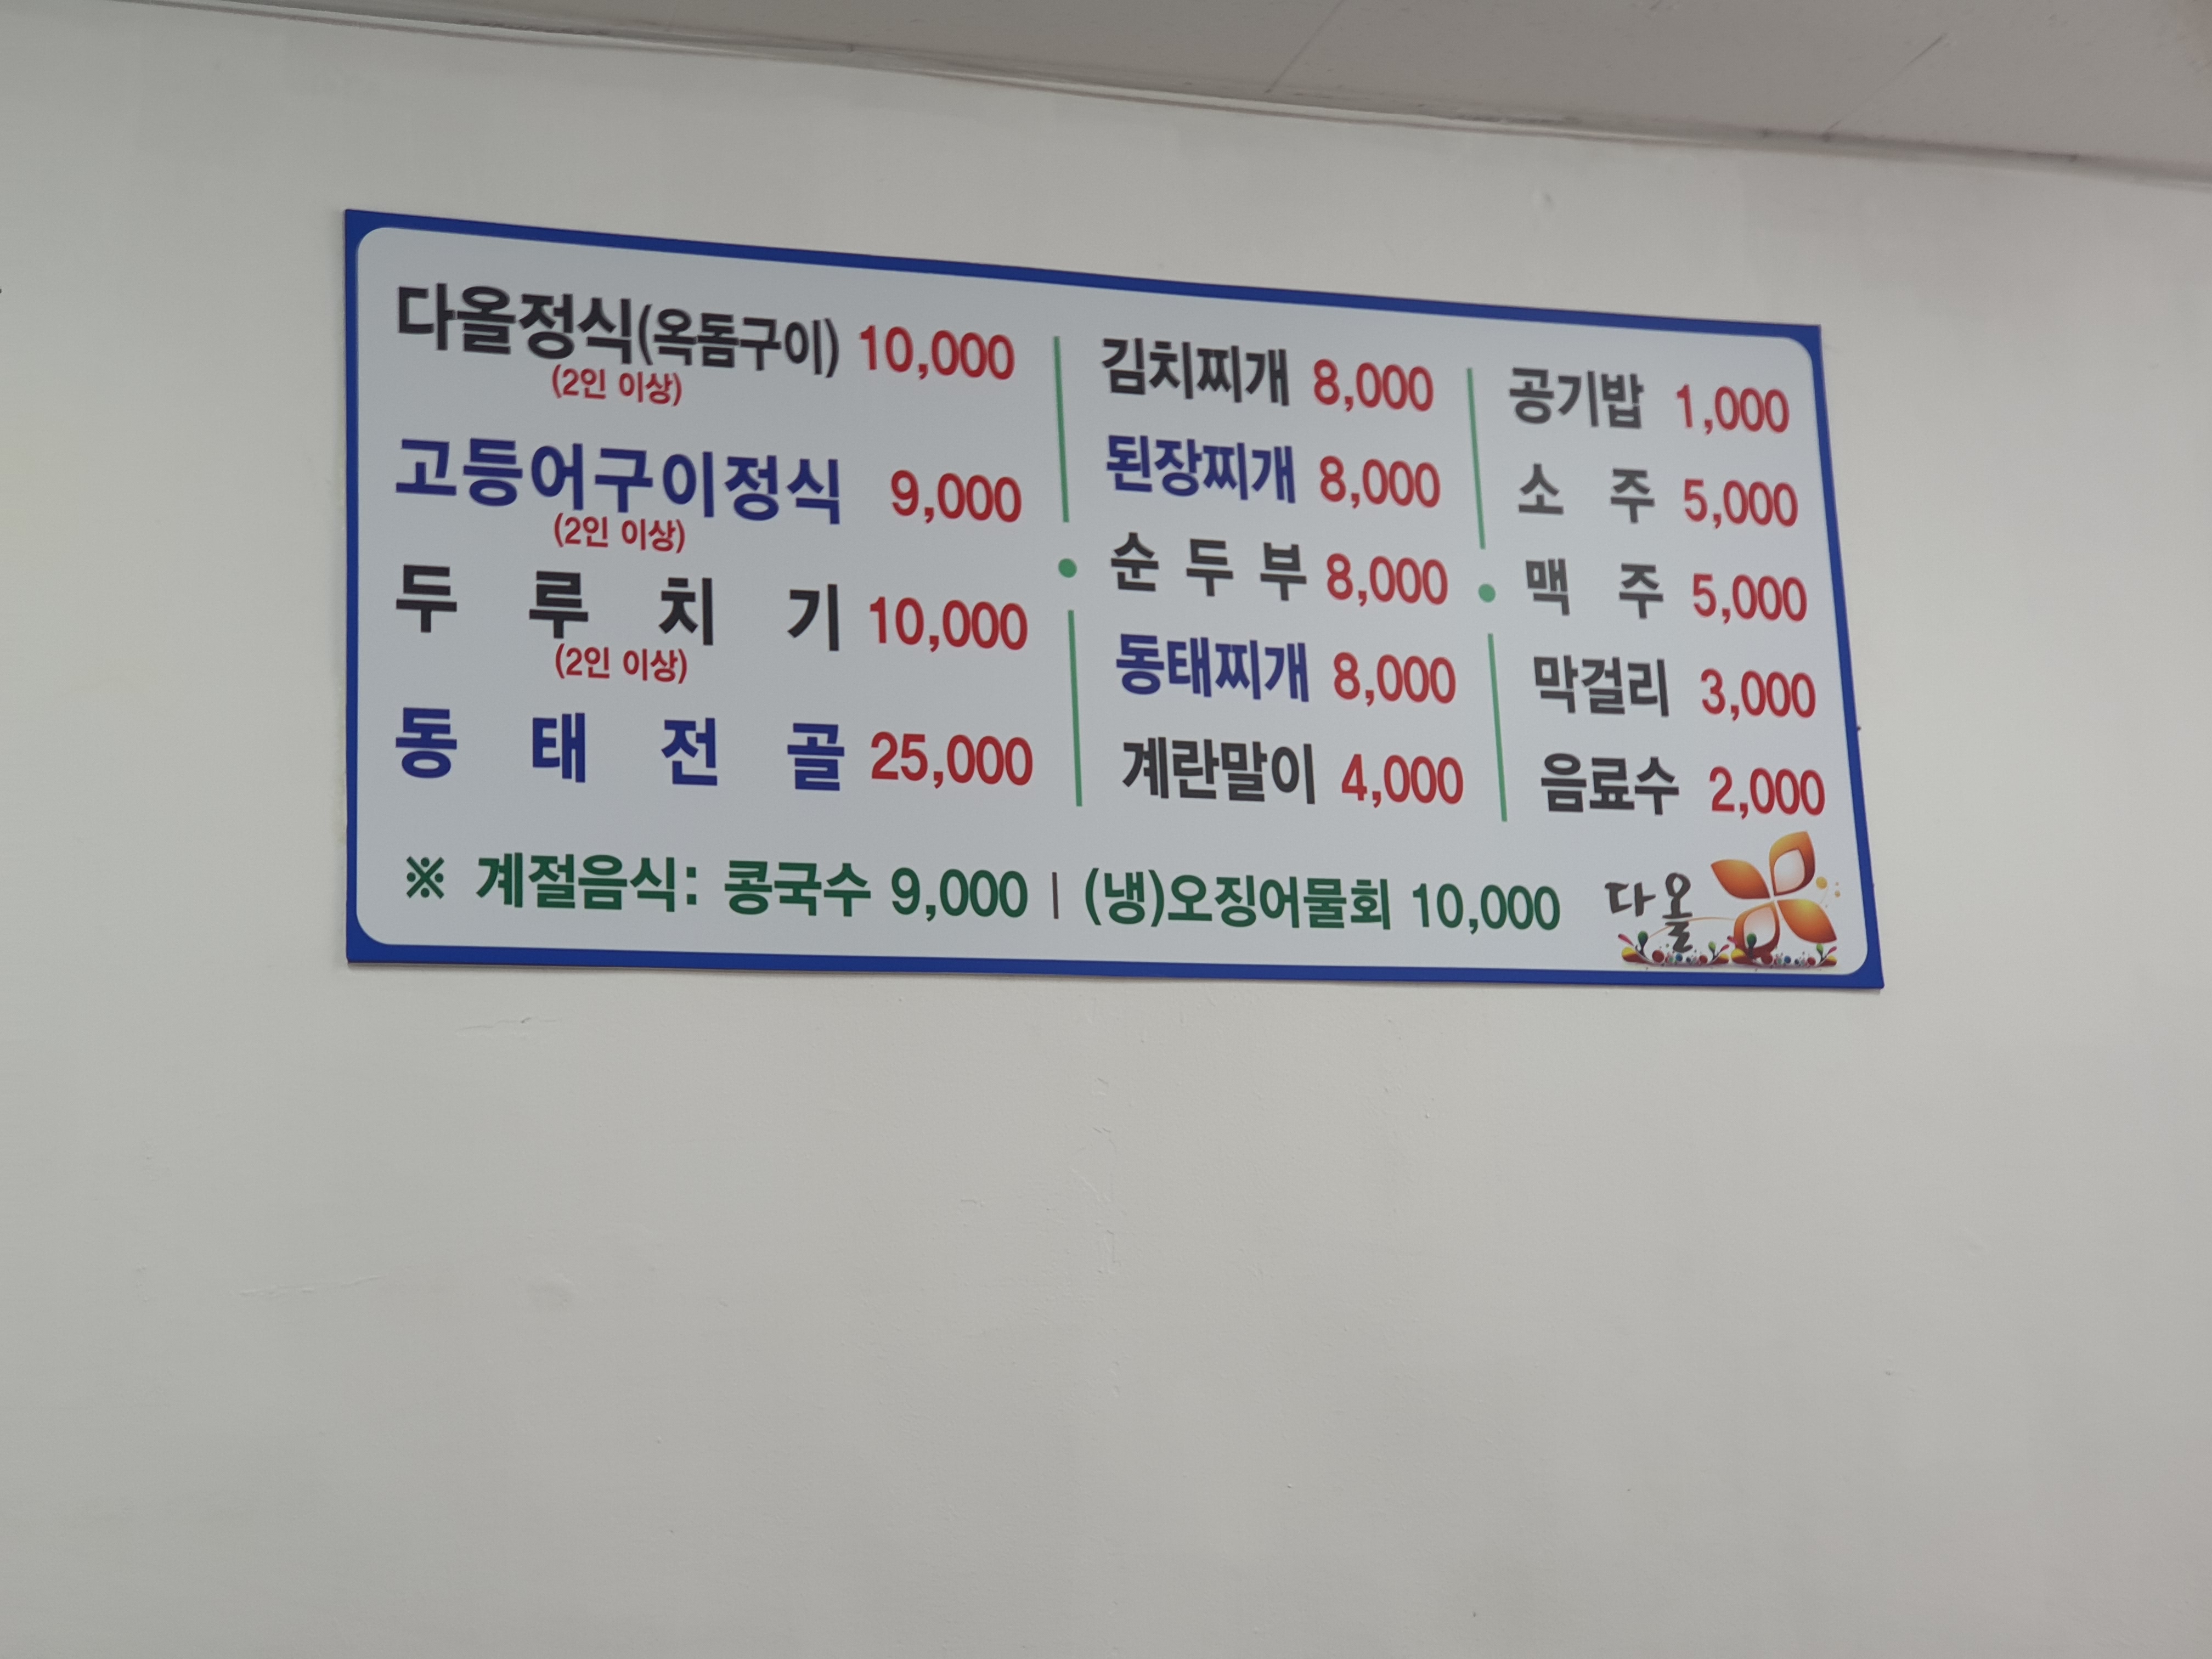 다올정식(옥돔구이) 10,000
(2인 이상)
고등어구이정식 9,000
(2인 이상)
두루치기 10,000
(2인 이상)
동태전골 25,000
김치찌개 8,000
된장찌개 8,000
순두부 8,000
동태찌개 8,000
계란말이 4,000
공기밥 1,000
소주 5,000
맥주 5,000
막걸리 3,000
음료수 2,000
※ 계절음식: 콩국수 9,000 | (냉)오징어물회 10,000
다올